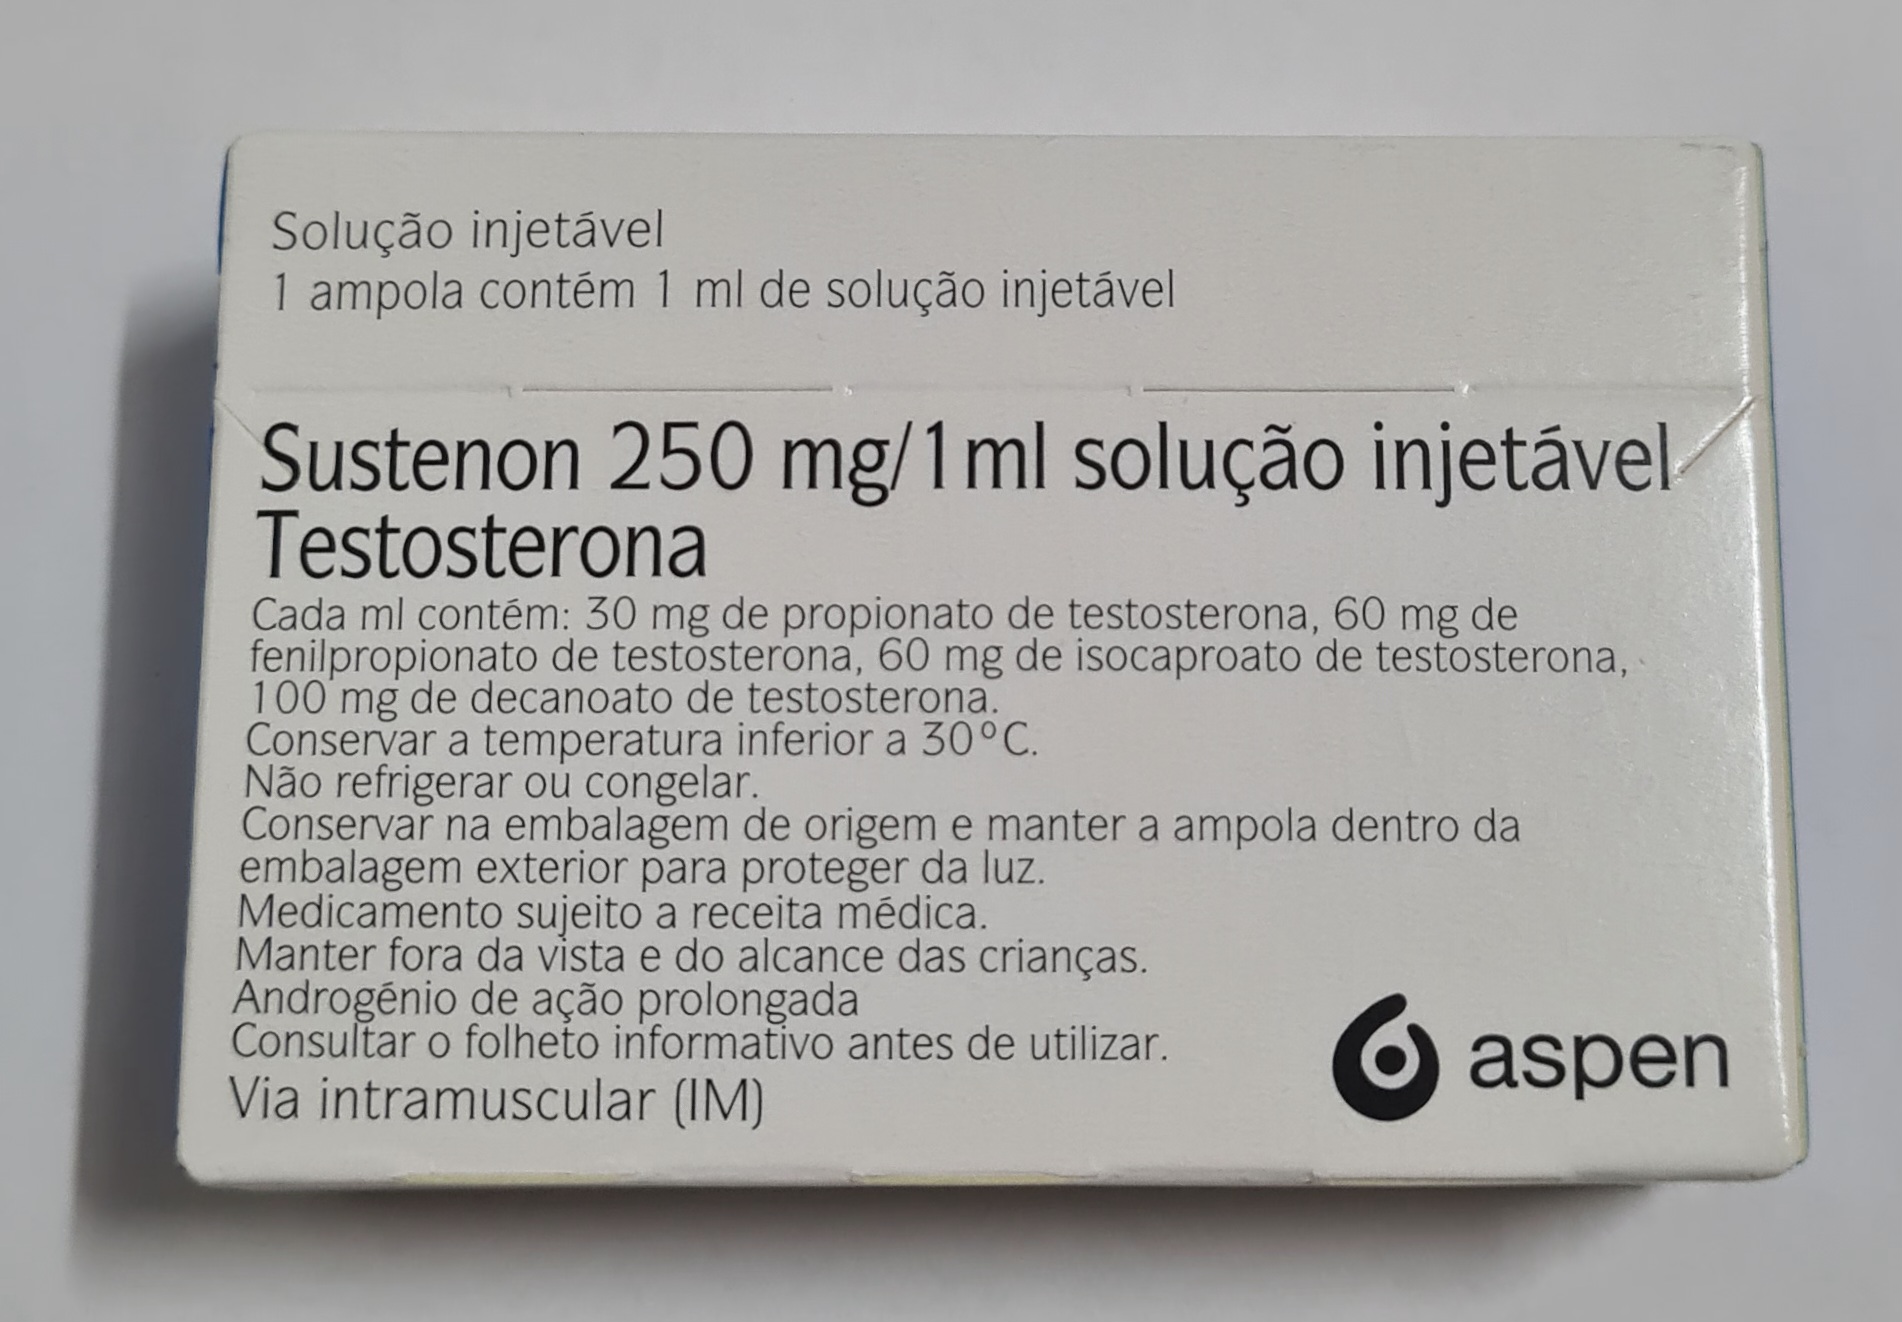 Solução injetável
1 ampola contém 1 ml de solução injetável
Sustenon 250 mg/1ml solução injetável
Testosterona
Cada ml contém: 30 mg de propionato de testosterona, 60 mg de
fenilpropionato de testosterona, 60 mg de isocaproato de testosterona,
100 mg de decanoato de testosterona.
Conservar a temperatura inferior a 30°C.
Não refrigerar ou congelar.
Conservar na embalagem de origem e manter a ampola dentro da
embalagem exterior para proteger da luz.
Medicamento sujeito a receita médica.
Manter fora da vista e do alcance das crianças.
Androgénio de ação prolongada
Consultar o folheto informativo antes de utilizar.
Via intramuscular (IM)
aspen